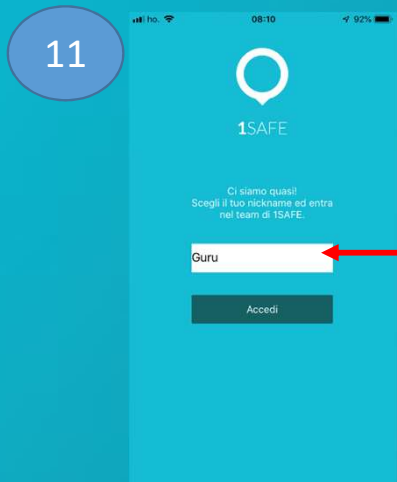 11
ho. 08:10 92%
1SAFE
Ci siamo quasi!
Scegli il tuo nickname ed entra
nel team di 1SAFE.
Guru
Accedi